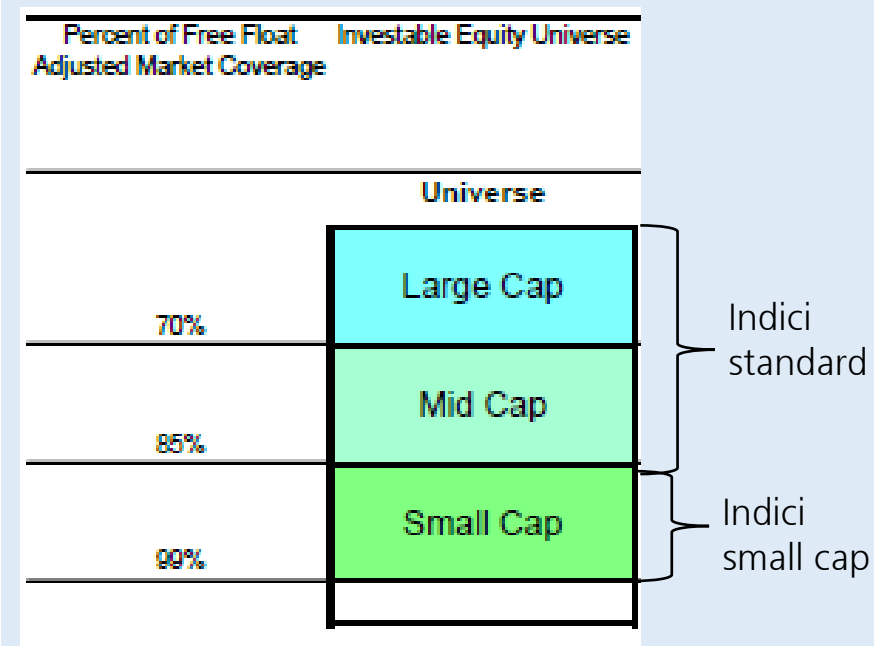 Percent of Free Float
Adjusted Market Coverage
Investable Equity Universe
Universe
Large Cap
70%
Mid Cap
85%
Small Cap
99%
Indici
standard
Indici
small cap